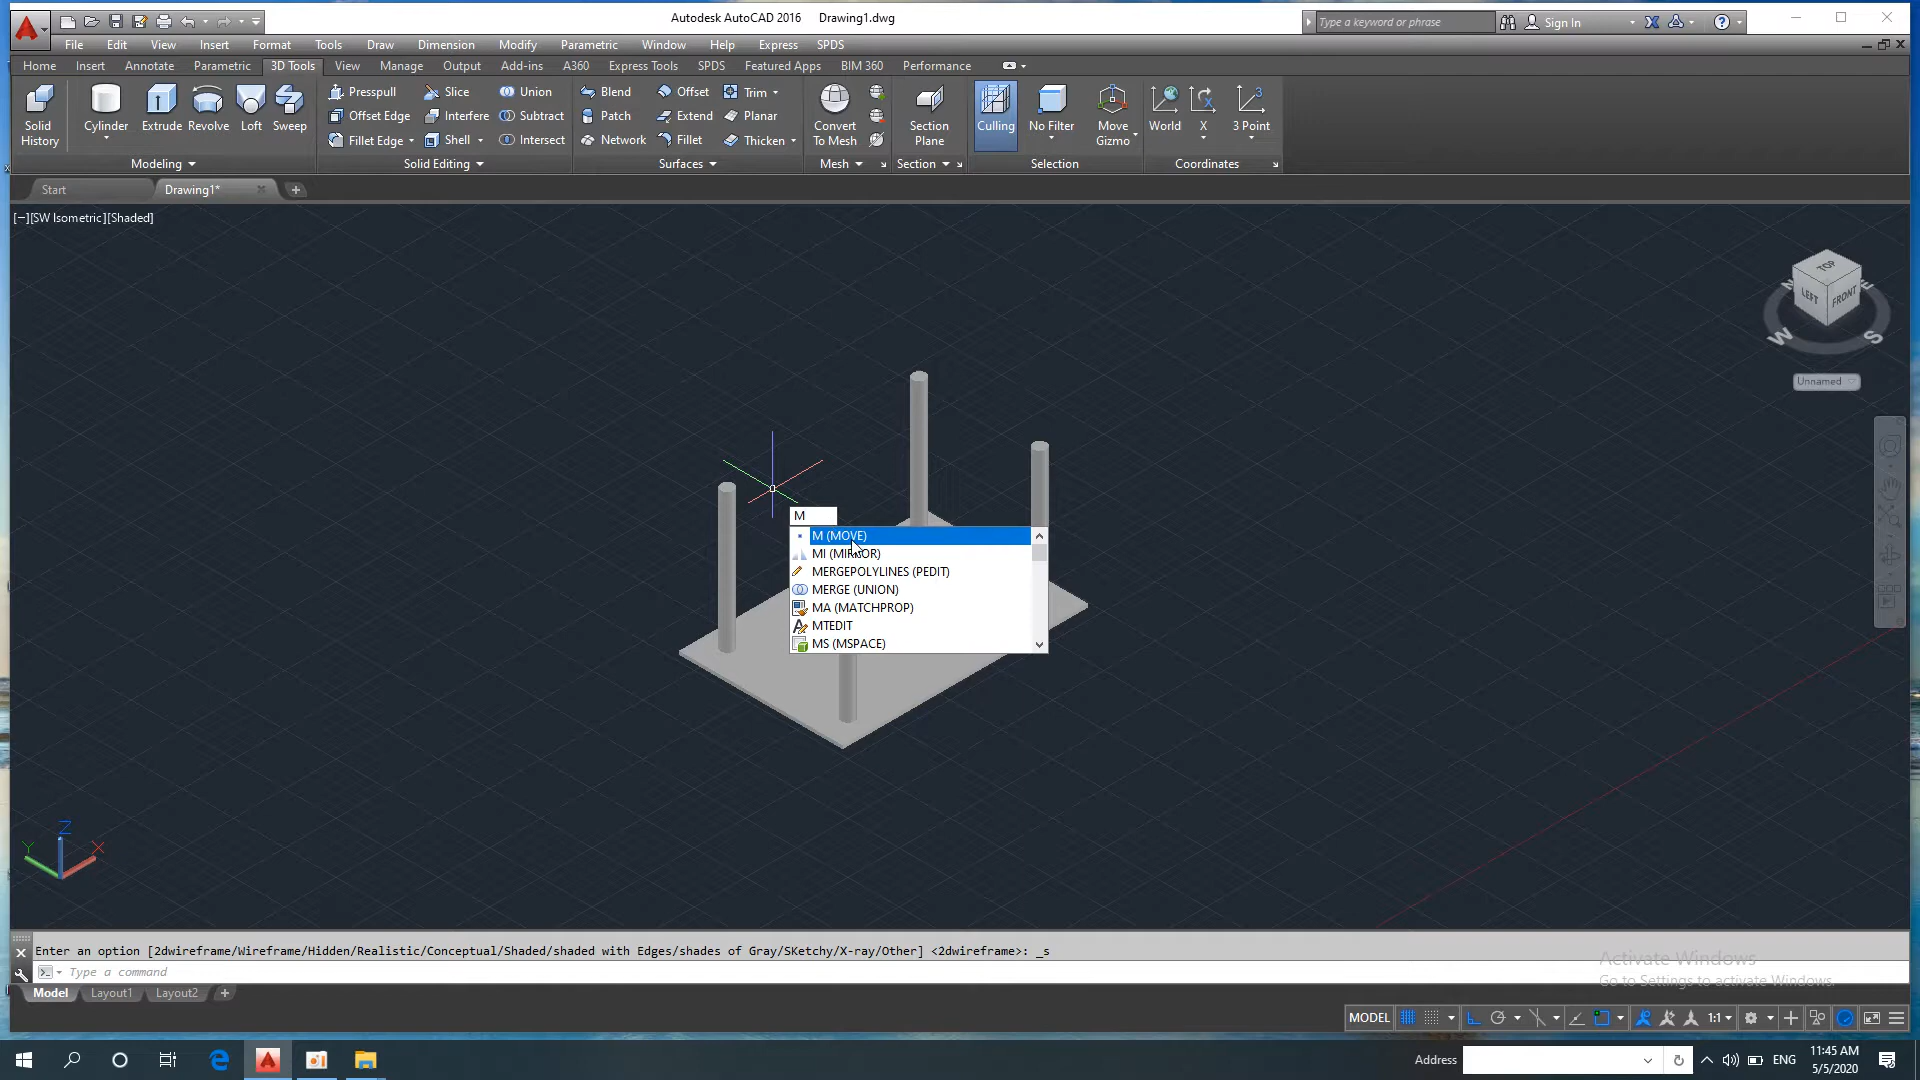 Autodesk AutoCAD 2016 Drawing1.dwg
Type a keyword or phrase
Sign In
File Edit View Insert Format Tools Draw Dimension Modify Parametric Window Help Express SPDS
Home Insert Annotate Parametric 3D Tools View Manage Output Add-ins A360 Express Tools SPDS Featured Apps BIM 360 Performance
Solid History
Cylinder Extrude Revolve Loft Sweep
Presspull
Offset Edge
Fillet Edge
Slice
Interfere
Shell
Union
Subtract
Intersect
Blend
Patch
Network
Offset
Extend
Fillet
Trim
Planar
Thicken
Convert To Mesh
Section Plane
Culling
No Filter
Move Gizmo
World
X
3 Point
Modeling Solid Editing Surfaces Mesh Section Selection Coordinates
Start Drawing1*
[−][SW Isometric][Shaded]
TOP
LEFT FRONT
N E
W S
Unnamed
M
M (MOVE)
MI (MIRROR)
MERGEPOLYLINES (PEDIT)
MERGE (UNION)
MA (MATCHPROP)
MTEDIT
MS (MSPACE)
Z
Y X
Enter an option [2dwireframe/Wireframe/Hidden/Realistic/Conceptual/Shaded/shaded with Edges/shades of Gray/SKetchy/X-ray/Other] <2dwireframe>: _s
Type a command
Activate Windows
Go to Settings to activate Windows.
Model Layout1 Layout2
MODEL
1:1
Address
ENG
11:45 AM
5/5/2020